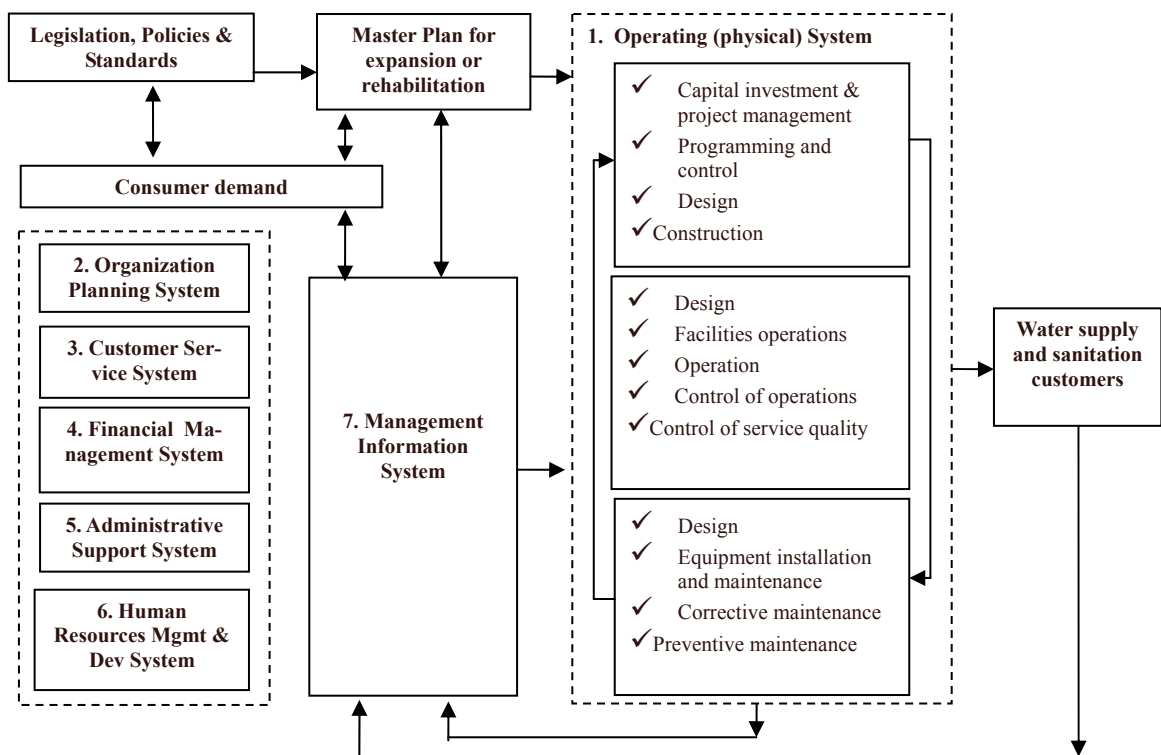 Legislation, Policies &
Standards
Master Plan for
expansion or
rehabilitation
Consumer demand
2. Organization
Planning System
3. Customer Ser-
vice System
4. Financial Ma-
nagement System
5. Administrative
Support System
6. Human
Resources Mgmt &
Dev System
7. Management
Information
System
1. Operating (physical) System
✓ Capital investment &
project management
✓ Programming and
control
✓ Design
✓Construction
✓ Design
✓ Facilities operations
✓ Operation
✓ Control of operations
✓Control of service quality
✓ Design
✓ Equipment installation
and maintenance
✓ Corrective maintenance
✓Preventive maintenance
Water supply
and sanitation
customers